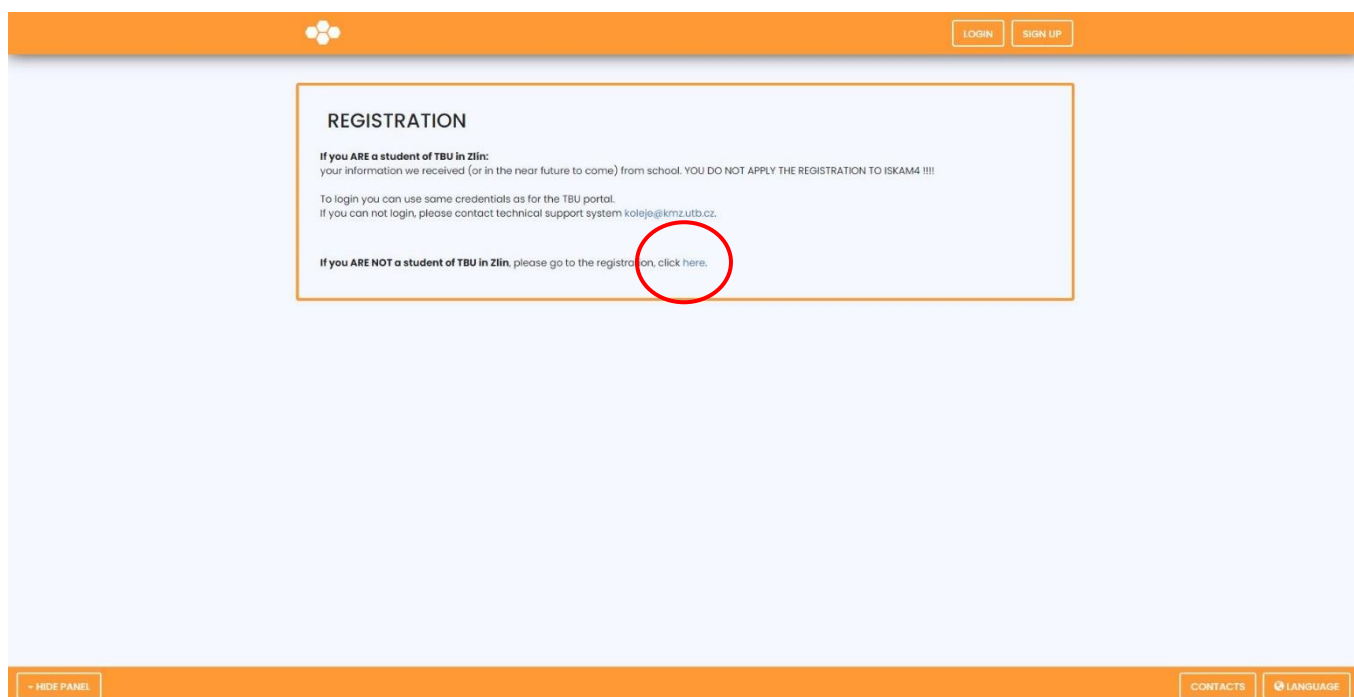 LOGIN SIGN UP
REGISTRATION
If you ARE a student of TBU in Zlín:
your information we received (or in the near future to come) from school. YOU DO NOT APPLY THE REGISTRATION TO ISKAM4 !!!!
To login you can use same credentials as for the TBU portal.
If you can not login, please contact technical support system koleje@kmz.utb.cz.
If you ARE NOT a student of TBU in Zlín, please go to the registration, click here.
HIDE PANEL CONTACTS LANGUAGE